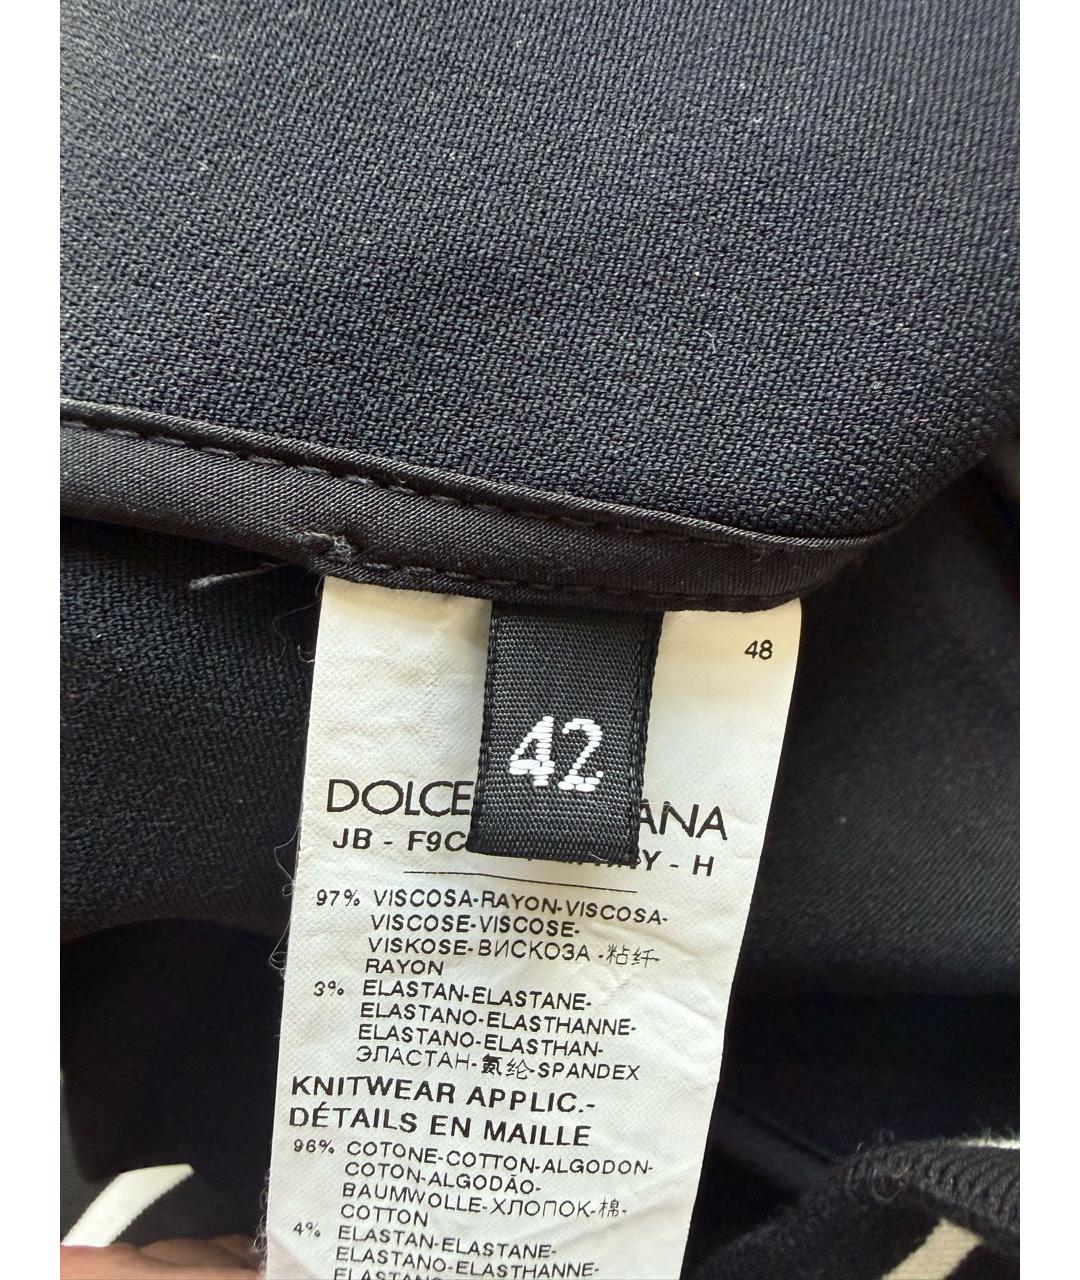 48
42
DOLCE
JB - F9C - H
97% VISCOSA-RAYON-VISCOSA-
VISCOSE-VISCOSE-
VISKOSE-ВИСКОЗА-粘纤-
RAYON
3% ELASTAN-ELASTANE-
ELASTANO-ELASTHANNE-
ELASTANO-ELASTHAN-
ЭЛАСТАН-氨纶-SPANDEX
KNITWEAR APPLIC.-
DÉTAILS EN MAILLE
96% COTONE-COTTON-ALGODON-
COTON-ALGODÃO-
BAUMWOLLE-ХЛОПОК-棉-
COTTON
4% ELASTAN-ELASTANE-
ELASTANO-ELASTHANNE-
ELASTANO-ELASTHAN-